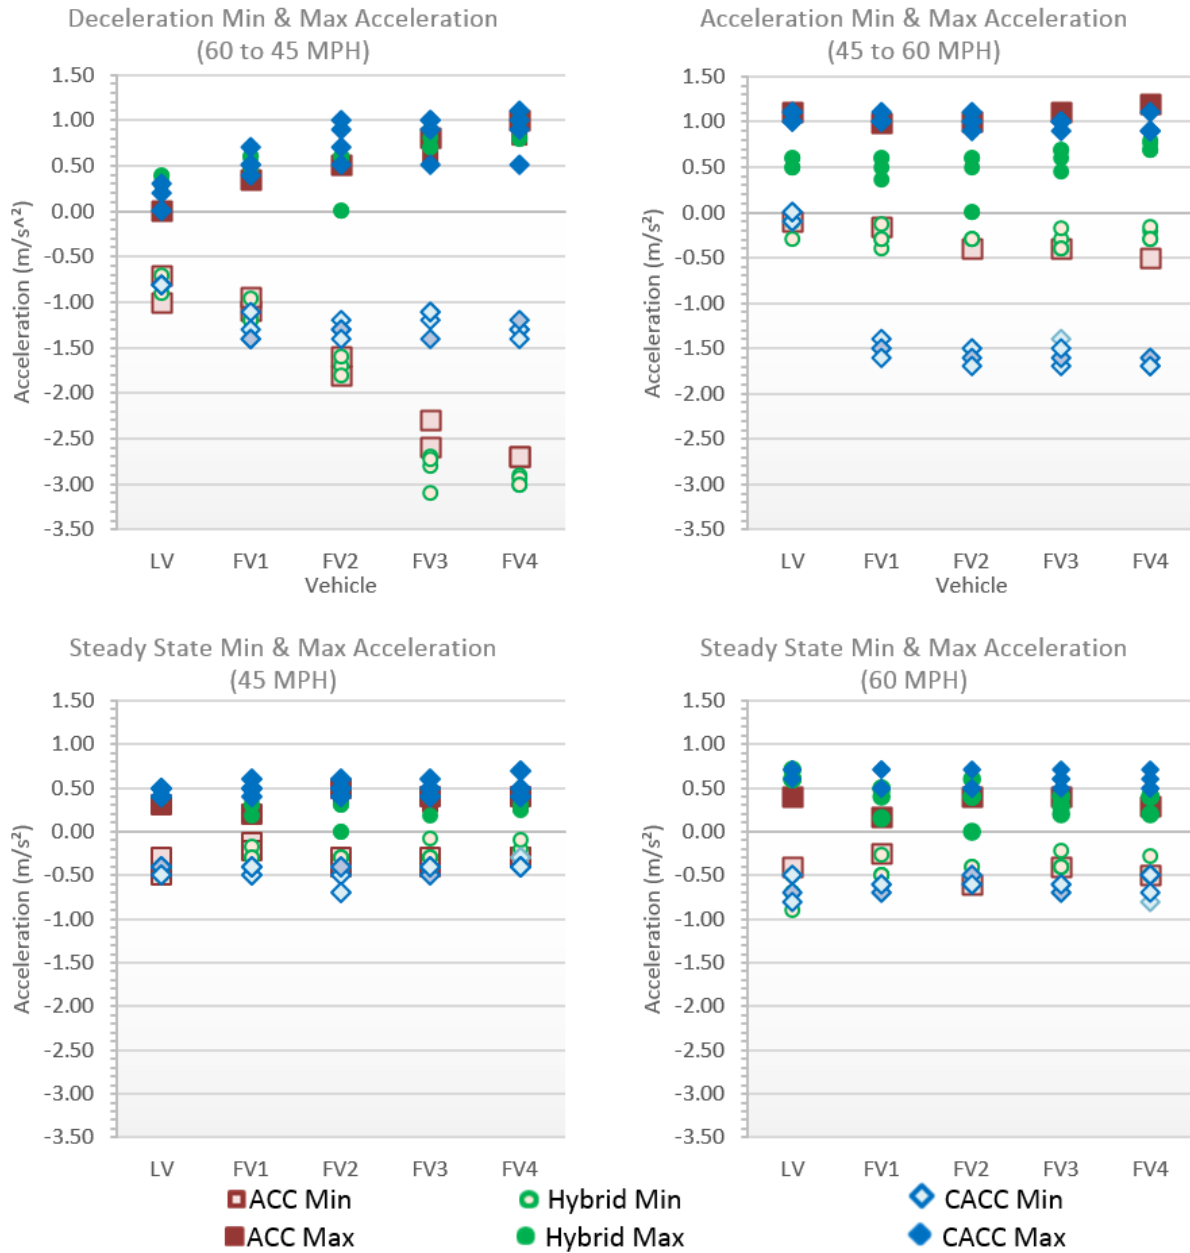 Deceleration Min & Max Acceleration
(60 to 45 MPH)
1.50
1.00
0.50
0.00
-0.50
-1.00
-1.50
-2.00
-2.50
-3.00
-3.50
Acceleration (m/s^²)
LV FV1 FV2 FV3 FV4
Vehicle
Acceleration Min & Max Acceleration
(45 to 60 MPH)
1.50
1.00
0.50
0.00
-0.50
-1.00
-1.50
-2.00
-2.50
-3.00
-3.50
Acceleration (m/s²)
LV FV1 FV2 FV3 FV4
Vehicle
Steady State Min & Max Acceleration
(45 MPH)
1.50
1.00
0.50
0.00
-0.50
-1.00
-1.50
-2.00
-2.50
-3.00
-3.50
Acceleration (m/s²)
LV FV1 FV2 FV3 FV4
Steady State Min & Max Acceleration
(60 MPH)
1.50
1.00
0.50
0.00
-0.50
-1.00
-1.50
-2.00
-2.50
-3.00
-3.50
Acceleration (m/s²)
LV FV1 FV2 FV3 FV4
ACC Min Hybrid Min CACC Min
ACC Max Hybrid Max CACC Max